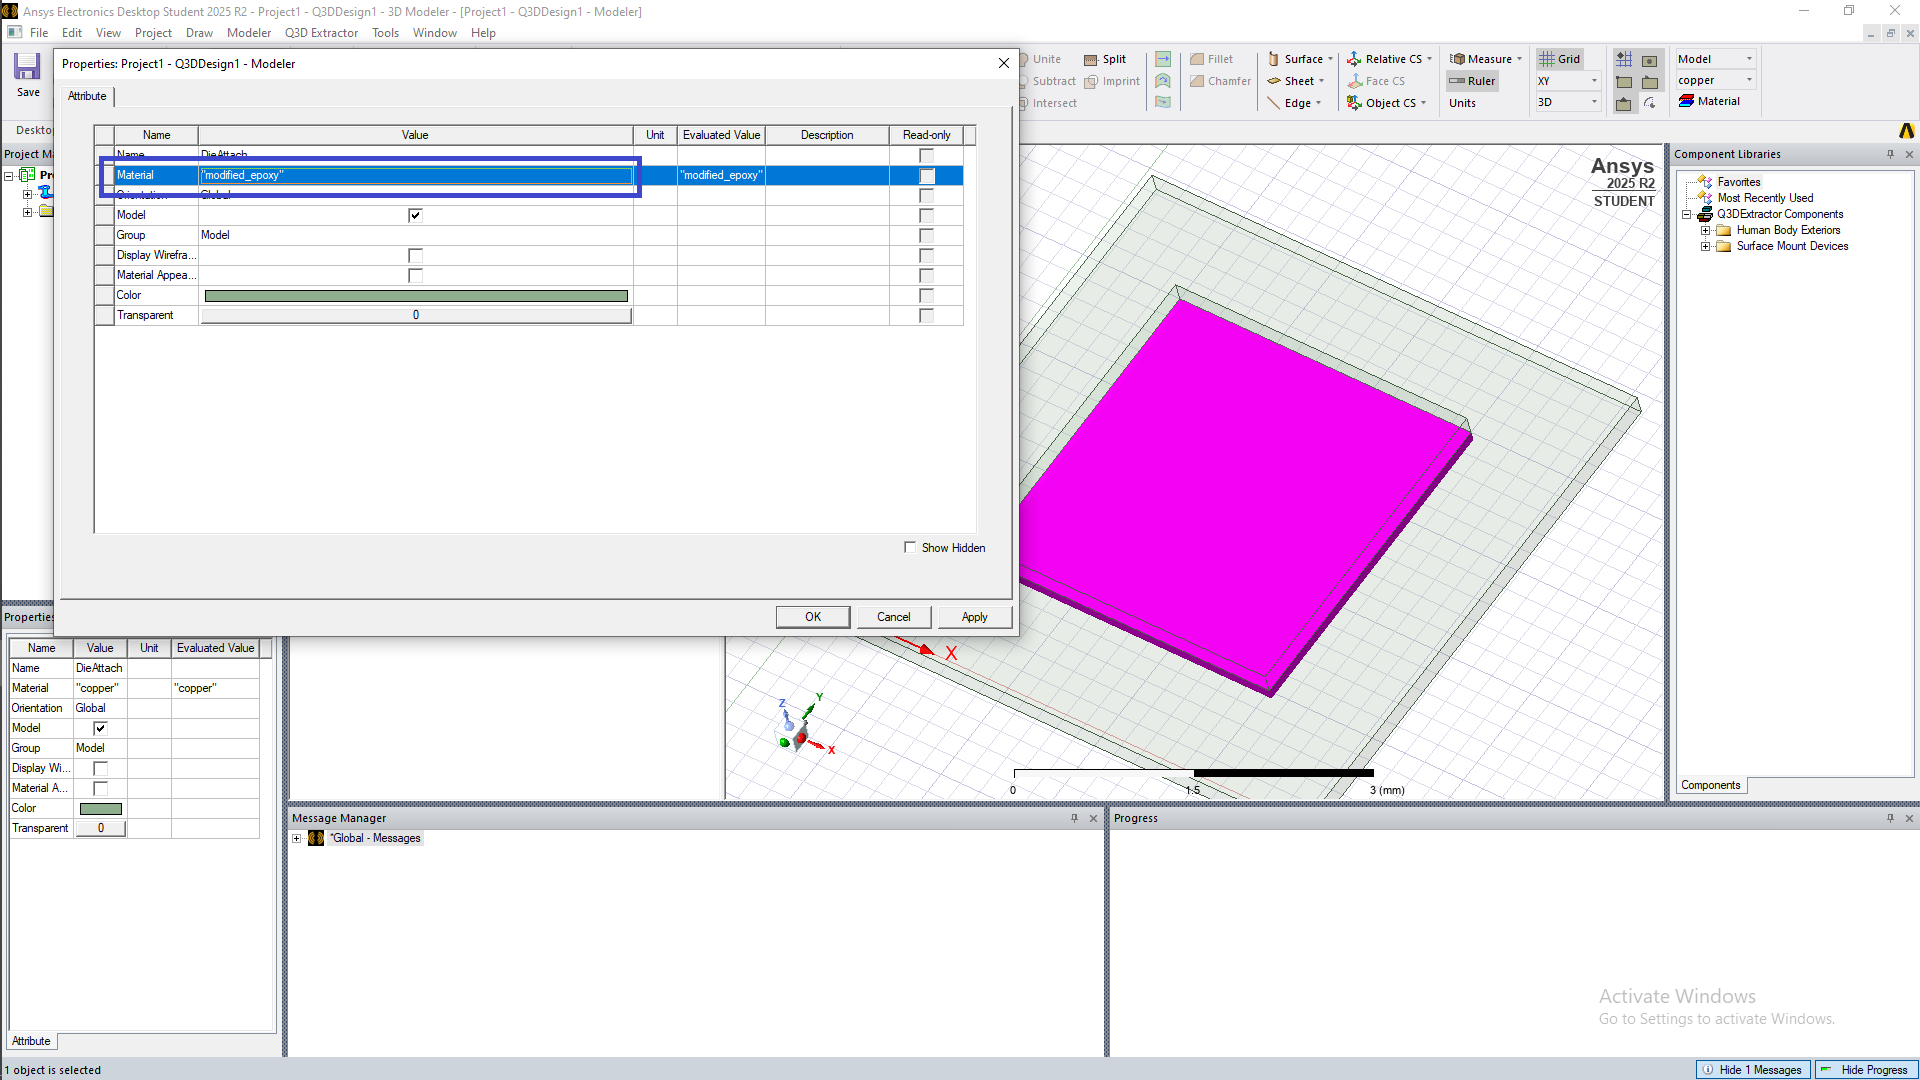 Ansys Electronics Desktop Student 2025 R2 - Project1 - Q3DDesign1 - 3D Modeler - [Project1 - Q3DDesign1 - Modeler]
File Edit View Project Draw Modeler Q3D Extractor Tools Window Help
Save
Desktop
Properties: Project1 - Q3DDesign1 - Modeler
Attribute
Name Value Unit Evaluated Value Description Read-only
Name DieAttach
Material "modified_epoxy" "modified_epoxy"
Orientation Global
Model
Group Model
Display Wirefra...
Material Appea...
Color
Transparent 0
Show Hidden
OK Cancel Apply
Unite Split Fillet Surface Relative CS Measure Grid Model
Subtract Imprint Chamfer Sheet Face CS Ruler XY copper
Intersect Edge Object CS Units 3D Material
Project Ma
Pro
Ansys
2025 R2
STUDENT
X
Z Y X
0 1.5 3 (mm)
Component Libraries
Favorites
Most Recently Used
Q3DExtractor Components
Human Body Exteriors
Surface Mount Devices
Components
Properties
Name Value Unit Evaluated Value
Name DieAttach
Material "copper" "copper"
Orientation Global
Model
Group Model
Display Wi...
Material A...
Color
Transparent 0
Attribute
Message Manager
*Global - Messages
Progress
Activate Windows
Go to Settings to activate Windows.
1 object is selected
Hide 1 Messages Hide Progress